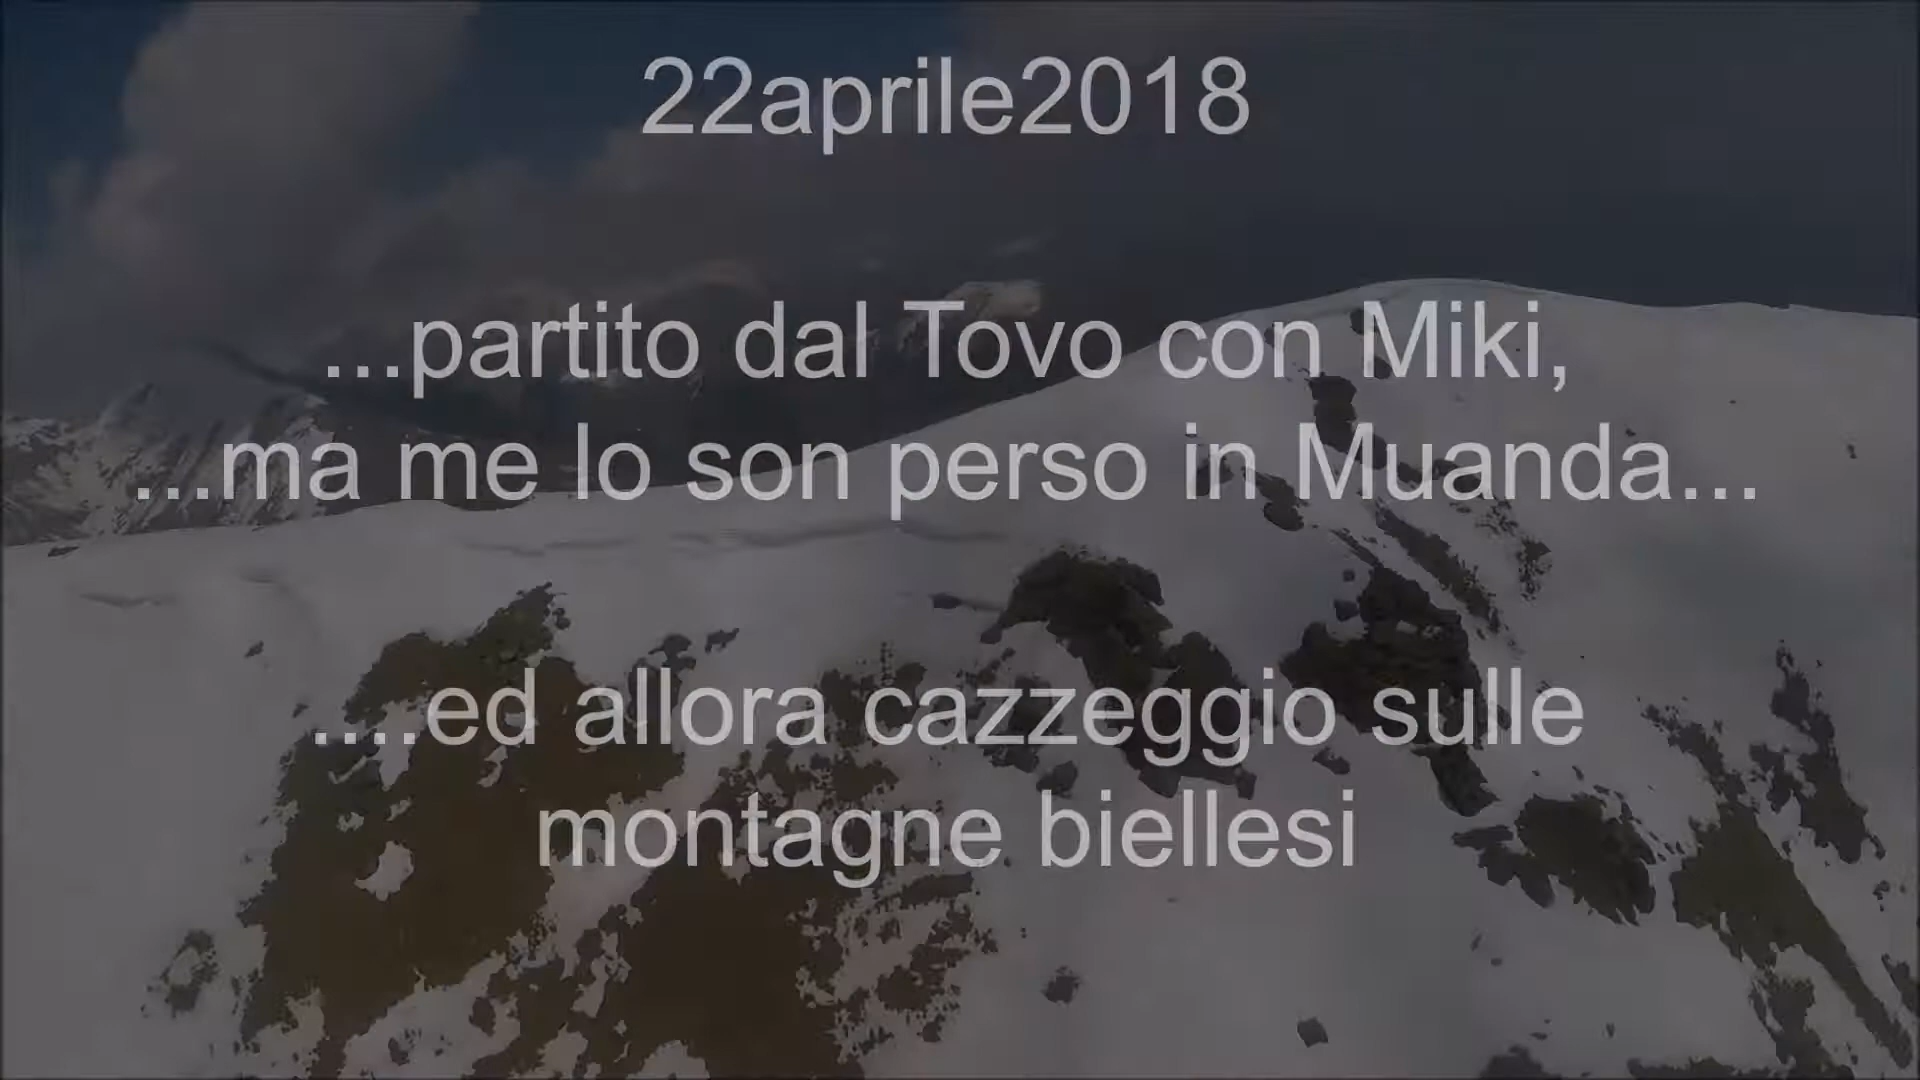 22aprile2018
...partito dal Tovo con Miki,
...ma me lo son perso in Muanda...
....ed allora cazzeggio sulle
montagne biellesi